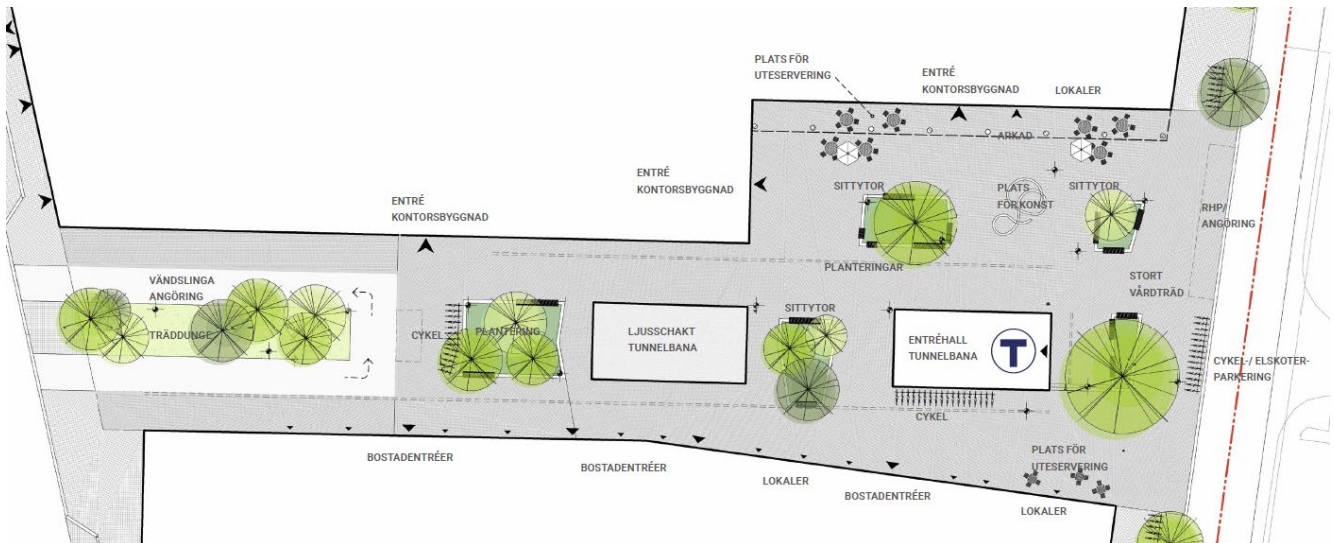 PLATS FÖR
UTESERVERING
ENTRÉ
KONTORSBYGGNAD
LOKALER
ARKAD
ENTRÉ
KONTORSBYGGNAD
SITTYTOR
PLATS
FÖR KONST
SITTYTOR
ENTRÉ
KONTORSBYGGNAD
RHP/
ANGÖRING
PLANTERINGAR
STORT
VÅRDTRÄD
VÄNDSLINGA
ANGÖRING
TRÄDDUNGE
CYKEL
PLANTERING
LJUSSCHAKT
TUNNELBANA
SITTYTOR
ENTRÉHALL
TUNNELBANA
T
CYKEL-/ ELSKOTER-
PARKERING
CYKEL
BOSTADENTRÉER
BOSTADENTRÉER
LOKALER
BOSTADENTRÉER
PLATS FÖR
UTESERVERING
LOKALER